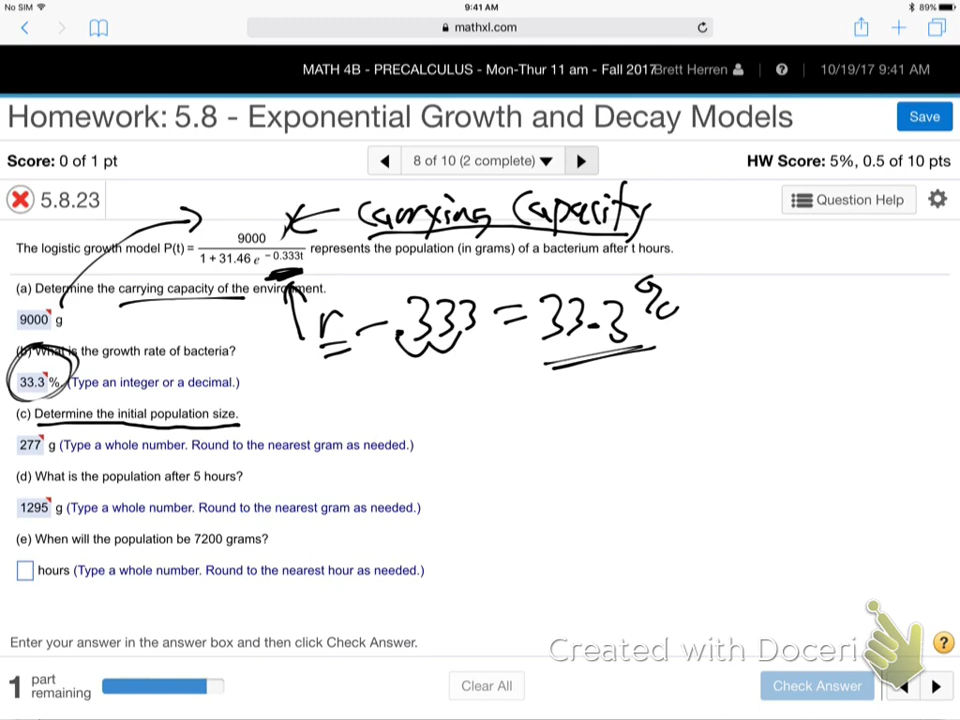 No SIM 9:41 AM 89%
mathxl.com
MATH 4B - PRECALCULUS - Mon-Thur 11 am - Fall 2017 Brett Herren ? 10/19/17 9:41 AM
Homework: 5.8 - Exponential Growth and Decay Models Save
Score: 0 of 1 pt 8 of 10 (2 complete) HW Score: 5%, 0.5 of 10 pts
5.8.23 Question Help
← Carrying Capacity
The logistic growth model P(t) = 9000 / (1 + 31.46 e^(− 0.333t)) represents the population (in grams) of a bacterium after t hours.
(a) Determine the carrying capacity of the environment.
9000 g
r - .333 = 33.3%
(b) What is the growth rate of bacteria?
33.3 % (Type an integer or a decimal.)
(c) Determine the initial population size.
277 g (Type a whole number. Round to the nearest gram as needed.)
(d) What is the population after 5 hours?
1295 g (Type a whole number. Round to the nearest gram as needed.)
(e) When will the population be 7200 grams?
hours (Type a whole number. Round to the nearest hour as needed.)
Enter your answer in the answer box and then click Check Answer.
Created with Doceri
?
1 part remaining Clear All Check Answer